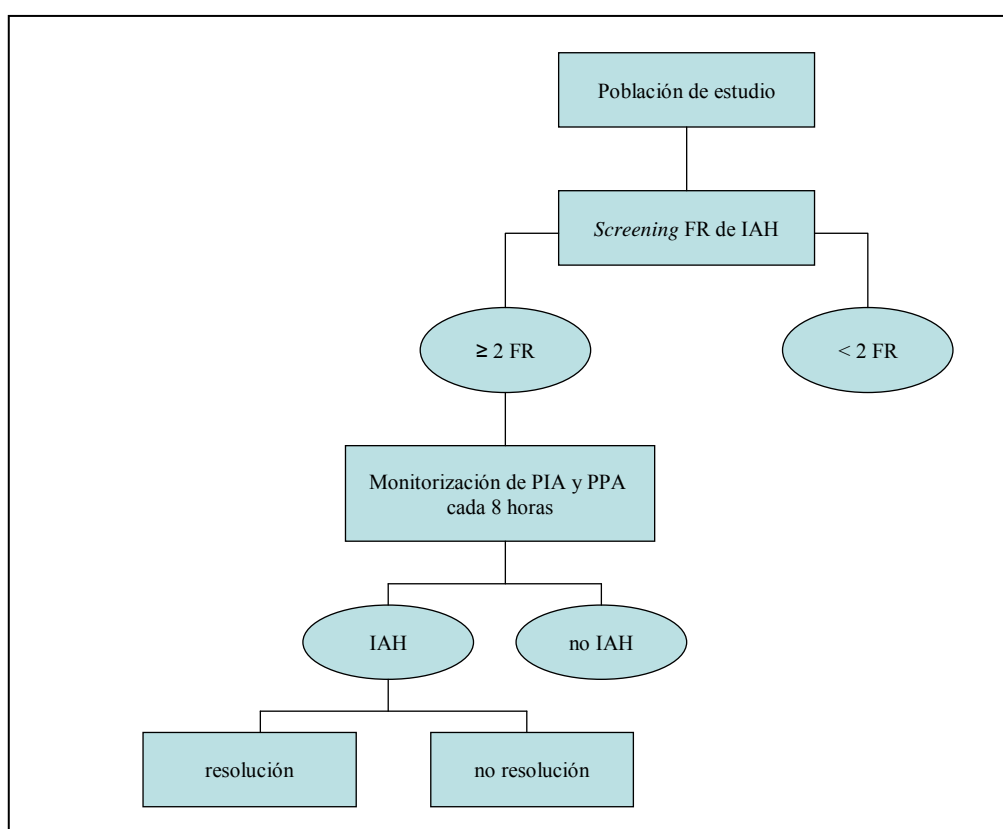 Población de estudio
Screening FR de IAH
≥ 2 FR
< 2 FR
Monitorización de PIA y PPA
cada 8 horas
IAH
no IAH
resolución
no resolución